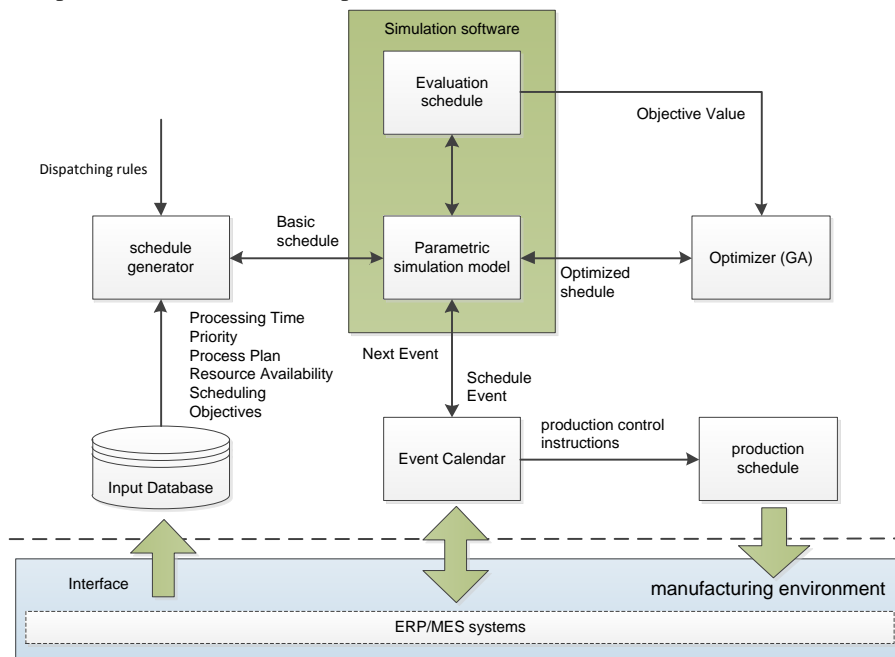 Simulation software
Evaluation
schedule
Objective Value
Dispatching rules
Basic
schedule
schedule
generator
Parametric
simulation model
Optimized
shedule
Optimizer (GA)
Processing Time
Priority
Process Plan
Resource Availability
Scheduling
Objectives
Next Event
Schedule
Event
Input Database
Event Calendar
production control
instructions
production
schedule
Interface
manufacturing environment
ERP/MES systems